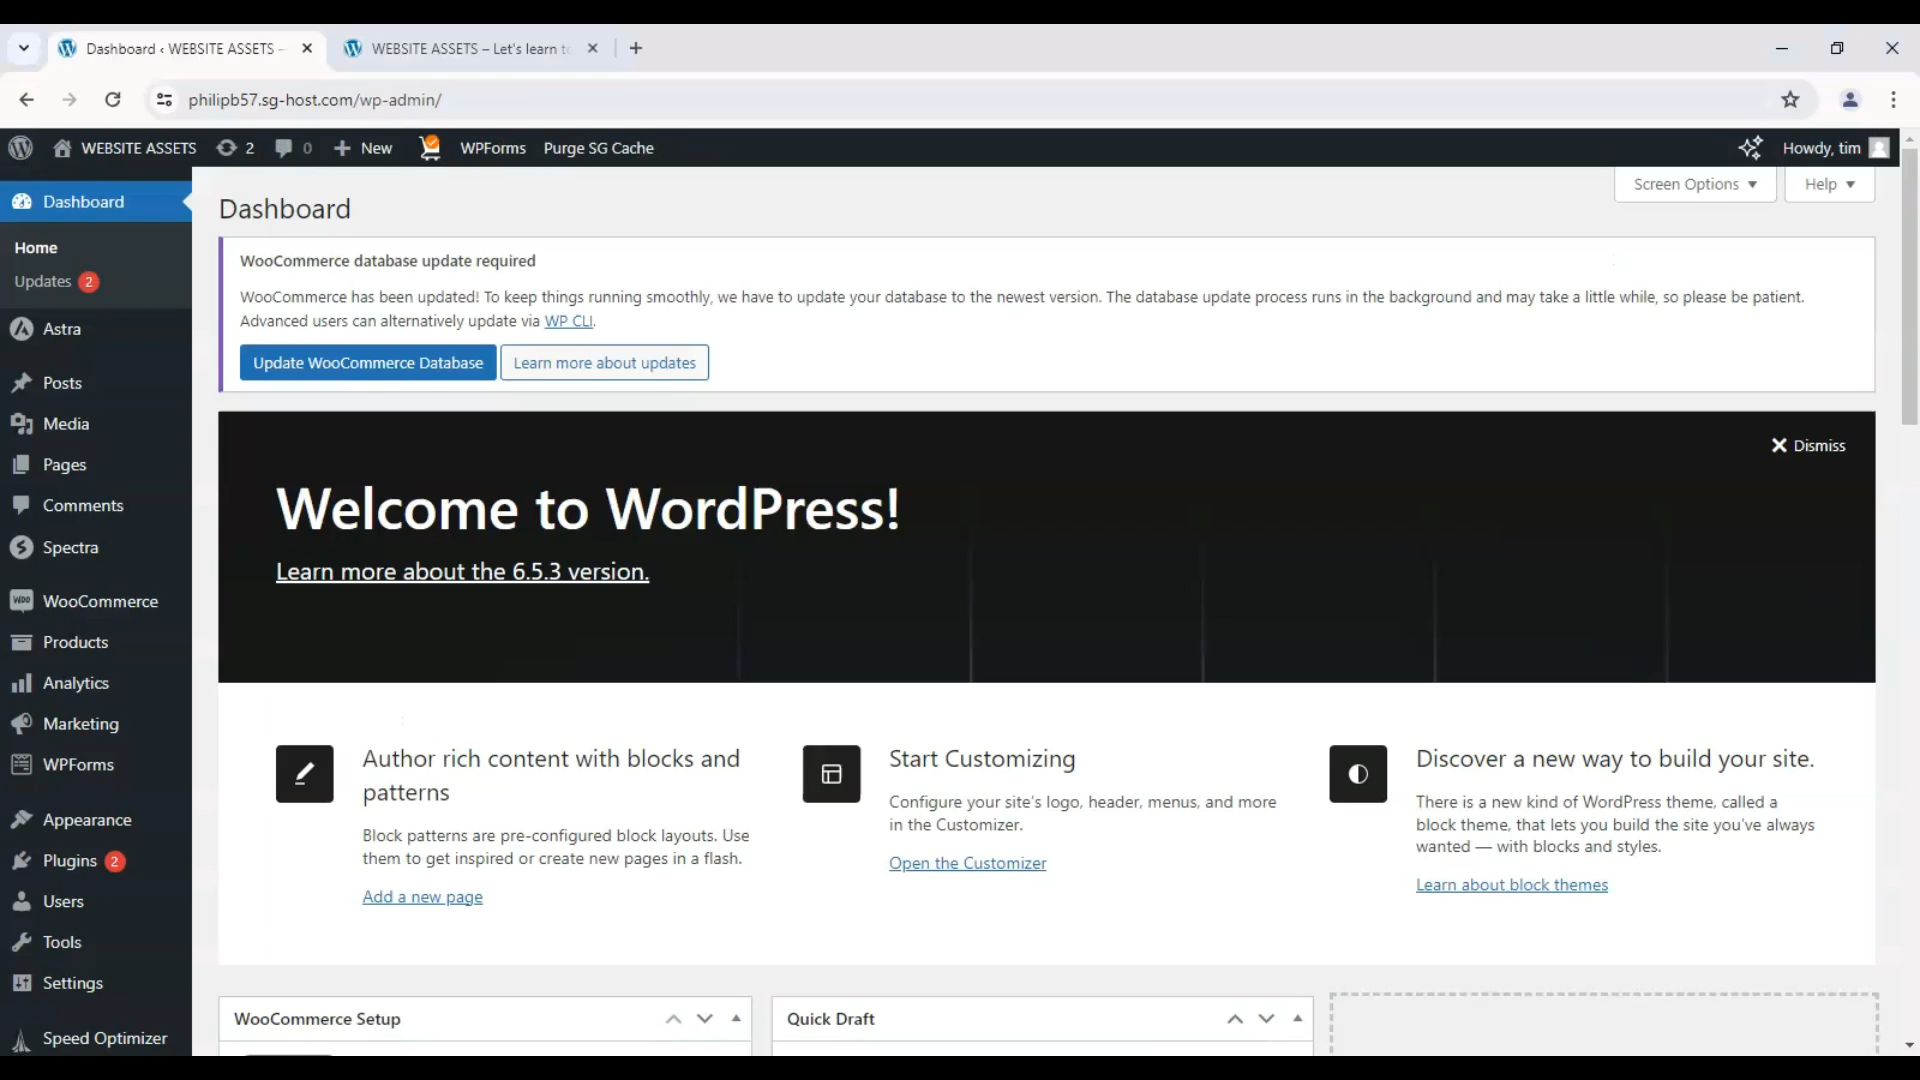 Dashboard ‹ WEBSITE ASSETS –
WEBSITE ASSETS – Let's learn to
philipb57.sg-host.com/wp-admin/
WEBSITE ASSETS 2 0 New WPForms Purge SG Cache Howdy, tim
Screen Options Help
Dashboard
Home
Updates 2
Astra
Posts
Media
Pages
Comments
Spectra
WooCommerce
Products
Analytics
Marketing
WPForms
Appearance
Plugins 2
Users
Tools
Settings
Speed Optimizer
Dashboard
WooCommerce database update required
WooCommerce has been updated! To keep things running smoothly, we have to update your database to the newest version. The database update process runs in the background and may take a little while, so please be patient.
Advanced users can alternatively update via WP CLI.
Update WooCommerce Database Learn more about updates
Dismiss
Welcome to WordPress!
Learn more about the 6.5.3 version.
Author rich content with blocks and
patterns
Block patterns are pre-configured block layouts. Use
them to get inspired or create new pages in a flash.
Add a new page
Start Customizing
Configure your site's logo, header, menus, and more
in the Customizer.
Open the Customizer
Discover a new way to build your site.
There is a new kind of WordPress theme, called a
block theme, that lets you build the site you've always
wanted — with blocks and styles.
Learn about block themes
WooCommerce Setup
Quick Draft